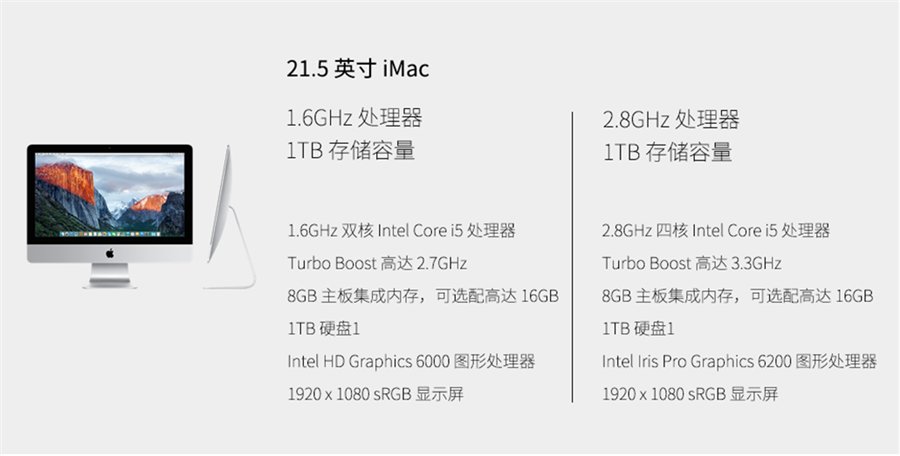 21.5 英寸 iMac
1.6GHz 处理器
1TB 存储容量
1.6GHz 双核 Intel Core i5 处理器
Turbo Boost 高达 2.7GHz
8GB 主板集成内存，可选配高达 16GB
1TB 硬盘1
Intel HD Graphics 6000 图形处理器
1920 x 1080 sRGB 显示屏
2.8GHz 处理器
1TB 存储容量
2.8GHz 四核 Intel Core i5 处理器
Turbo Boost 高达 3.3GHz
8GB 主板集成内存，可选配高达 16GB
1TB 硬盘1
Intel Iris Pro Graphics 6200 图形处理器
1920 x 1080 sRGB 显示屏